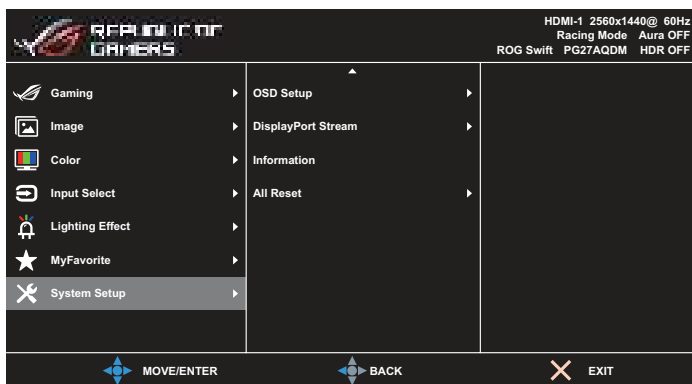 REPUBLIC OF
GAMERS
HDMI-1 2560x1440@ 60Hz
Racing Mode Aura OFF
ROG Swift PG27AQDM HDR OFF
Gaming
Image
Color
Input Select
Lighting Effect
MyFavorite
System Setup
OSD Setup
DisplayPort Stream
Information
All Reset
MOVE/ENTER
BACK
EXIT